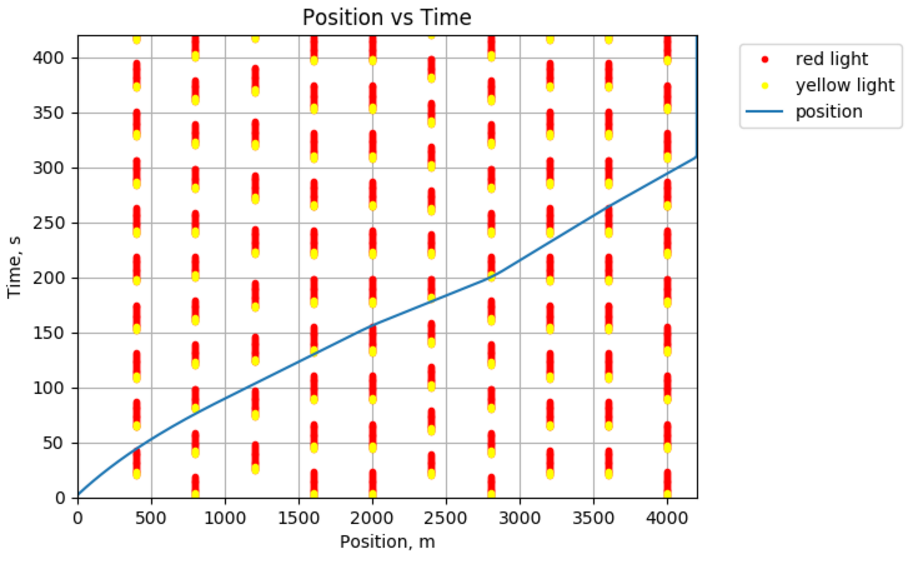 Position vs Time
red light
yellow light
position
400
350
300
250
200
150
100
50
0
Time, s
0 500 1000 1500 2000 2500 3000 3500 4000
Position, m